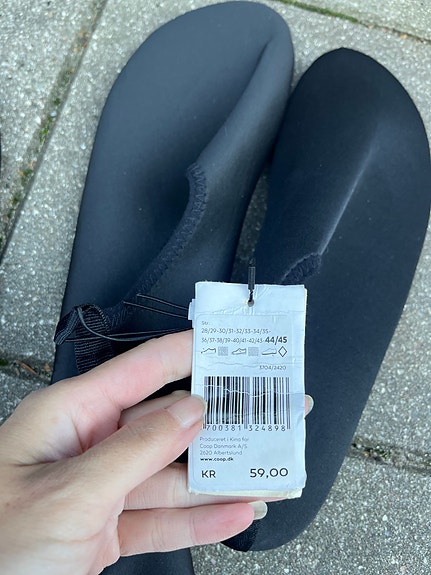 Str.
28/29-30/31-32/33-34/35-
36/37-38/39-40/41-42/43-44/45
3704/2420
700381 324898
Produceret i Kina for
Coop Danmark A/S
2620 Albertslund
www.coop.dk
KR 59,00